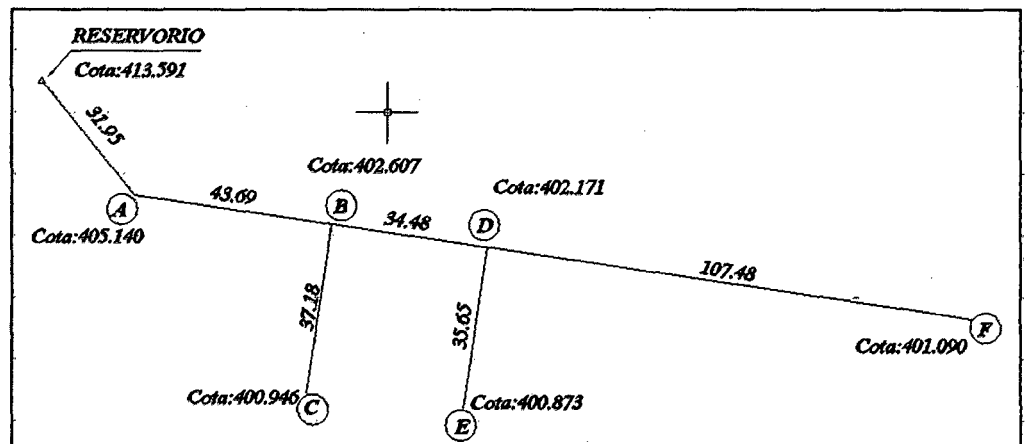 RESERVORIO
Cota:413.591
31.95
Cota:402.607
Cota:402.171
43.69
B
34.48
D
A
Cota:405.140
107.48
37.18
35.65
F
Cota:401.090
Cota:400.946
C
Cota:400.873
E